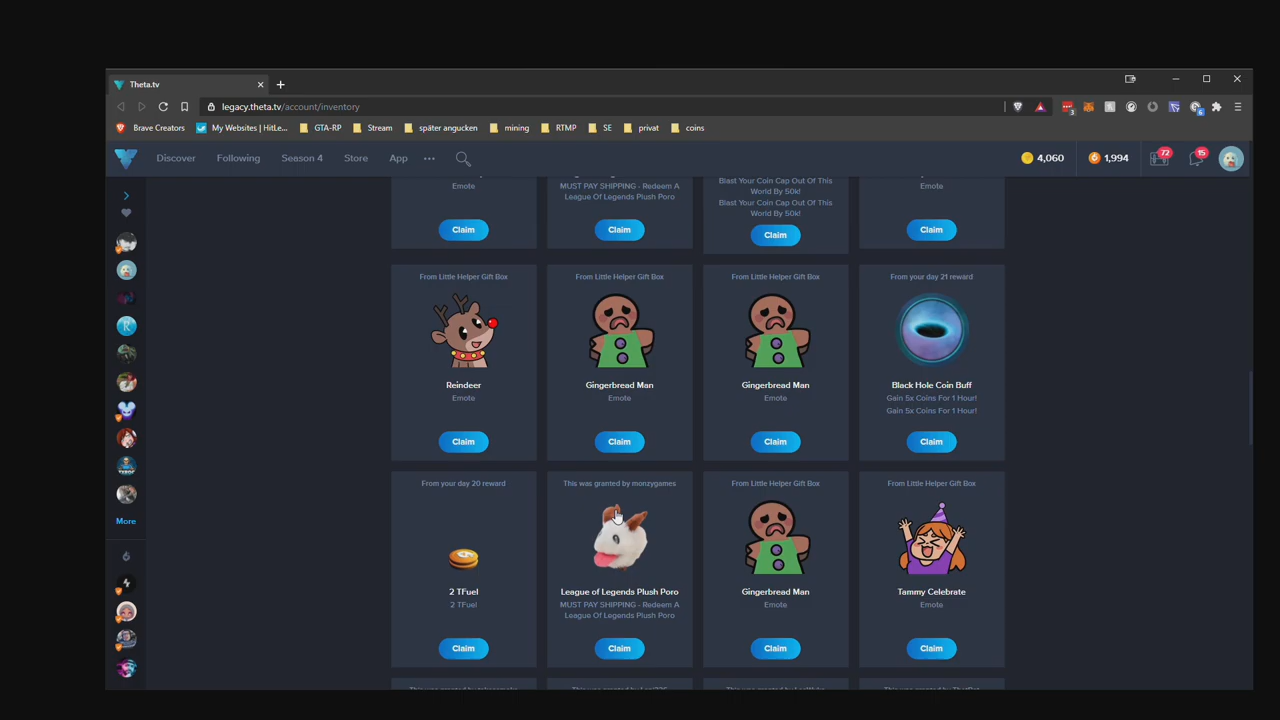 Theta.tv
legacy.theta.tv/account/inventory
3
6
Brave Creators
My Websites | HitLe...
GTA-RP
Stream
später angucken
mining
RTMP
SE
privat
coins
Discover
Following
Season 4
Store
App
4,060
1,994
72
15
Emote
MUST PAY SHIPPING - Redeem A
League Of Legends Plush Poro
Blast Your Coin Cap Out Of This
World By 50k!
Blast Your Coin Cap Out Of This
World By 50k!
Emote
Claim
Claim
Claim
Claim
From Little Helper Gift Box
Reindeer
Emote
Claim
From Little Helper Gift Box
Gingerbread Man
Emote
Claim
From Little Helper Gift Box
Gingerbread Man
Emote
Claim
From your day 21 reward
Black Hole Coin Buff
Gain 5x Coins For 1 Hour!
Gain 5x Coins For 1 Hour!
Claim
From your day 20 reward
2 TFuel
2 TFuel
Claim
This was granted by monzygames
League of Legends Plush Poro
MUST PAY SHIPPING - Redeem A
League Of Legends Plush Poro
Claim
From Little Helper Gift Box
Gingerbread Man
Emote
Claim
From Little Helper Gift Box
Tammy Celebrate
Emote
Claim
R
More